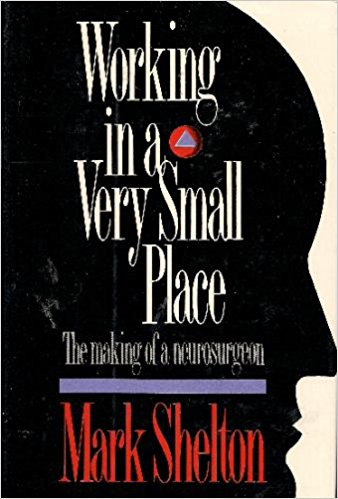 Working
in a
Very Small
Place
The making of a neurosurgeon
Mark Shelton